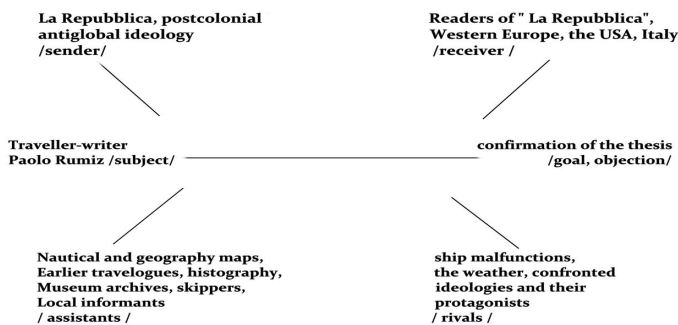 La Repubblica, postcolonial
antiglobal ideology
/sender/
Readers of " La Repubblica",
Western Europe, the USA, Italy
/receiver /
Traveller-writer
Paolo Rumiz /subject/
confirmation of the thesis
/goal, objection/
Nautical and geography maps,
Earlier travelogues, histography,
Museum archives, skippers,
Local informants
/ assistants /
ship malfunctions,
the weather, confronted
ideologies and their
protagonists
/ rivals /